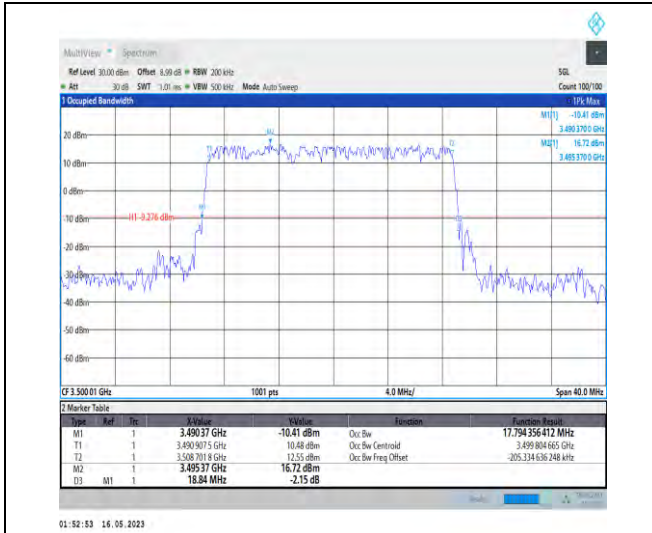 MultiView Spectrum
Ref Level 30.00 dBm Offset 8.99 dB RBW 200 kHz SGL
Att 30 dB SWT 1.01 ms VBW 500 kHz Mode Auto Sweep Count 100/100
1 Occupied Bandwidth 1Pk Max
M1[1] -10.41 dBm
3.490 3700 GHz
20 dBm M2[1] 16.72 dBm
3.495 3700 GHz
M2
T1 T2
10 dBm
0 dBm
M1
-10 dBm H1 -9.276 dBm
-20 dBm
-30 dBm
-40 dBm
-50 dBm
-60 dBm
CF 3.500 01 GHz 1001 pts 4.0 MHz/ Span 40.0 MHz
2 Marker Table
Type Ref Trc X-Value Y-Value Function Function Result
M1 1 3.490 37 GHz -10.41 dBm Occ Bw 17.794 356 412 MHz
T1 1 3.490 907 5 GHz 10.48 dBm Occ Bw Centroid 3.499 804 665 GHz
T2 1 3.508 701 8 GHz 12.55 dBm Occ Bw Freq Offset -205.334 636 248 kHz
M2 1 3.495 37 GHz 16.72 dBm
D3 M1 1 18.84 MHz -2.15 dB
01:52:53 16.05.2023